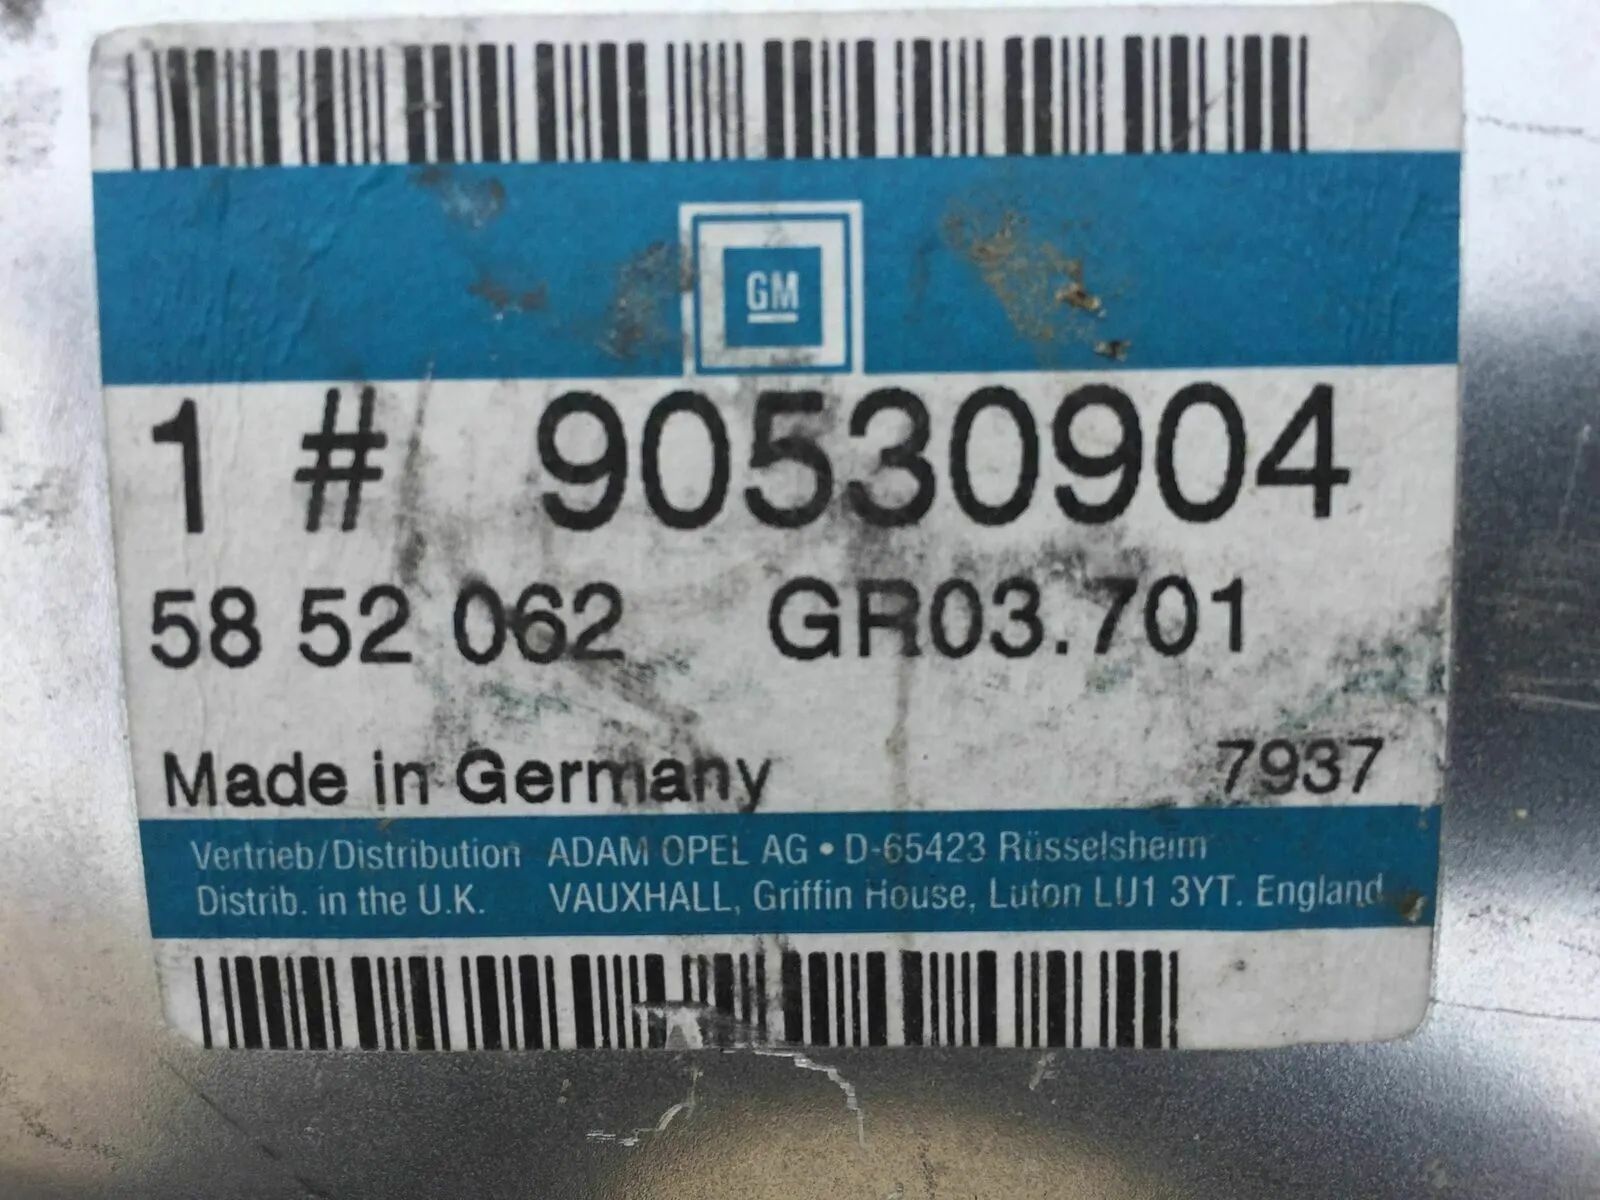 GM
1 # 90530904
58 52 062 GR03.701
Made in Germany 7937
Vertrieb/Distribution ADAM OPEL AG • D-65423 Rüsselsheim
Distrib. in the U.K. VAUXHALL, Griffin House, Luton LU1 3YT. England